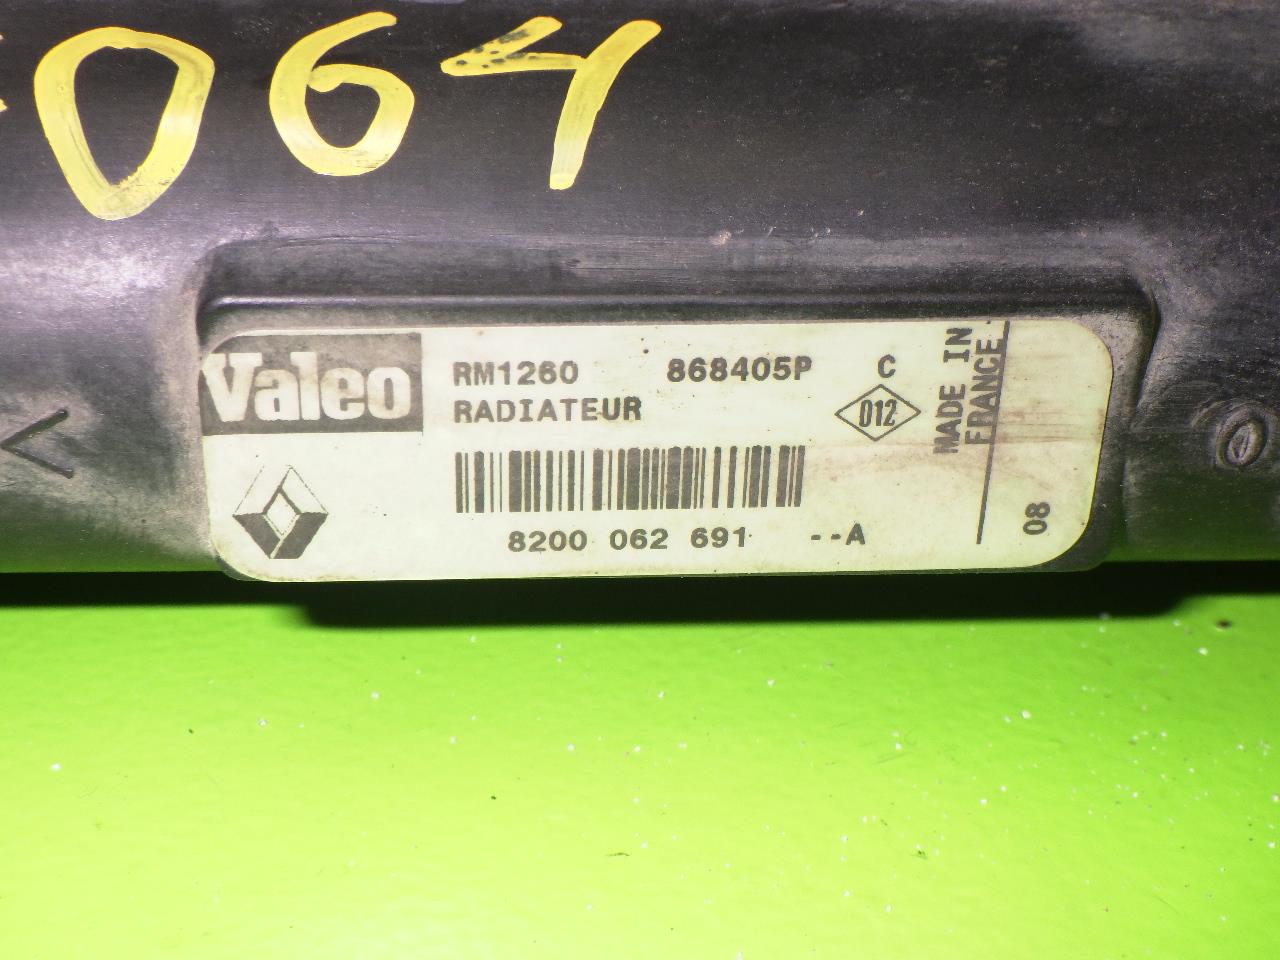 064
Valeo
RM1260 868405P C
RADIATEUR
012
MADE IN
FRANCE
8200 062 691 --A
08